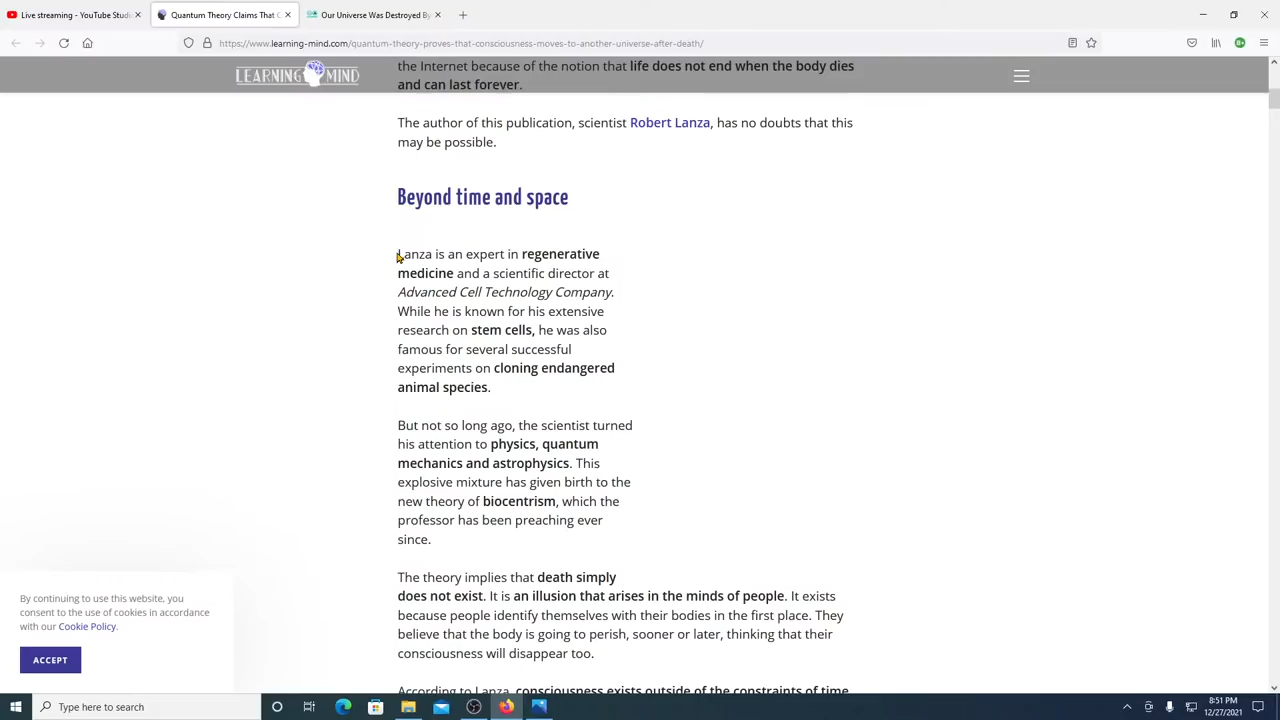 Live streaming - YouTube Studi
Quantum Theory Claims That C
Our Universe Was Destroyed By
https://www.learning-mind.com/quantum-theory-proves-that-consciousness-moves-to-another-universe-after-death/
LEARNING MIND
the Internet because of the notion that life does not end when the body dies
and can last forever.
The author of this publication, scientist Robert Lanza, has no doubts that this
may be possible.
Beyond time and space
Lanza is an expert in regenerative
medicine and a scientific director at
Advanced Cell Technology Company.
While he is known for his extensive
research on stem cells, he was also
famous for several successful
experiments on cloning endangered
animal species.
But not so long ago, the scientist turned
his attention to physics, quantum
mechanics and astrophysics. This
explosive mixture has given birth to the
new theory of biocentrism, which the
professor has been preaching ever
since.
The theory implies that death simply
does not exist. It is an illusion that arises in the minds of people. It exists
because people identify themselves with their bodies in the first place. They
believe that the body is going to perish, sooner or later, thinking that their
consciousness will disappear too.
According to Lanza, consciousness exists outside of the constraints of time
By continuing to use this website, you
consent to the use of cookies in accordance
with our Cookie Policy.
ACCEPT
Type here to search
8:51 PM
12/27/2021